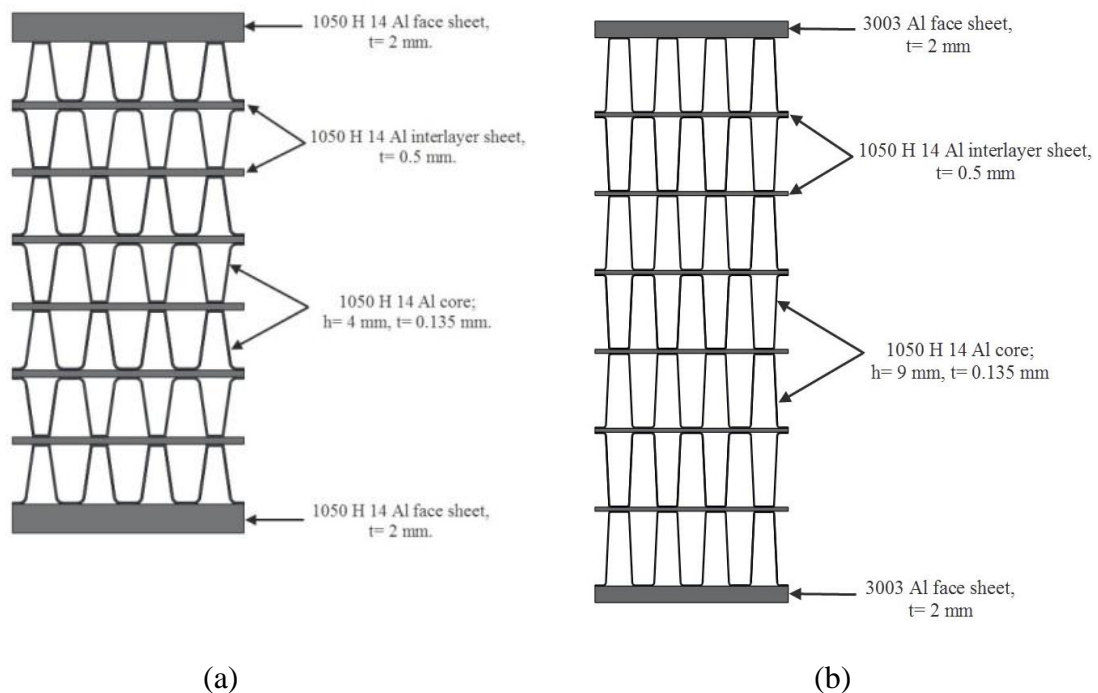 1050 H 14 Al face sheet,
t= 2 mm.
1050 H 14 Al interlayer sheet,
t= 0.5 mm.
1050 H 14 Al core;
h= 4 mm, t= 0.135 mm.
1050 H 14 Al face sheet,
t= 2 mm.
(a)
3003 Al face sheet,
t= 2 mm
1050 H 14 Al interlayer sheet,
t= 0.5 mm
1050 H 14 Al core;
h= 9 mm, t= 0.135 mm
3003 Al face sheet,
t= 2 mm
(b)